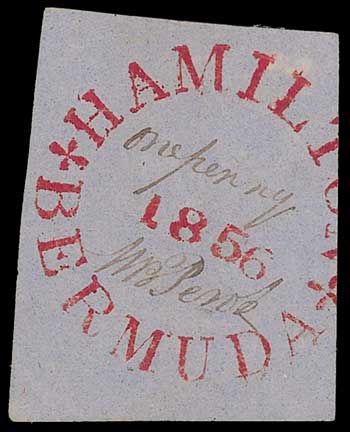 HAMILTON
one penny
1856
W B Perot
BERMUDA